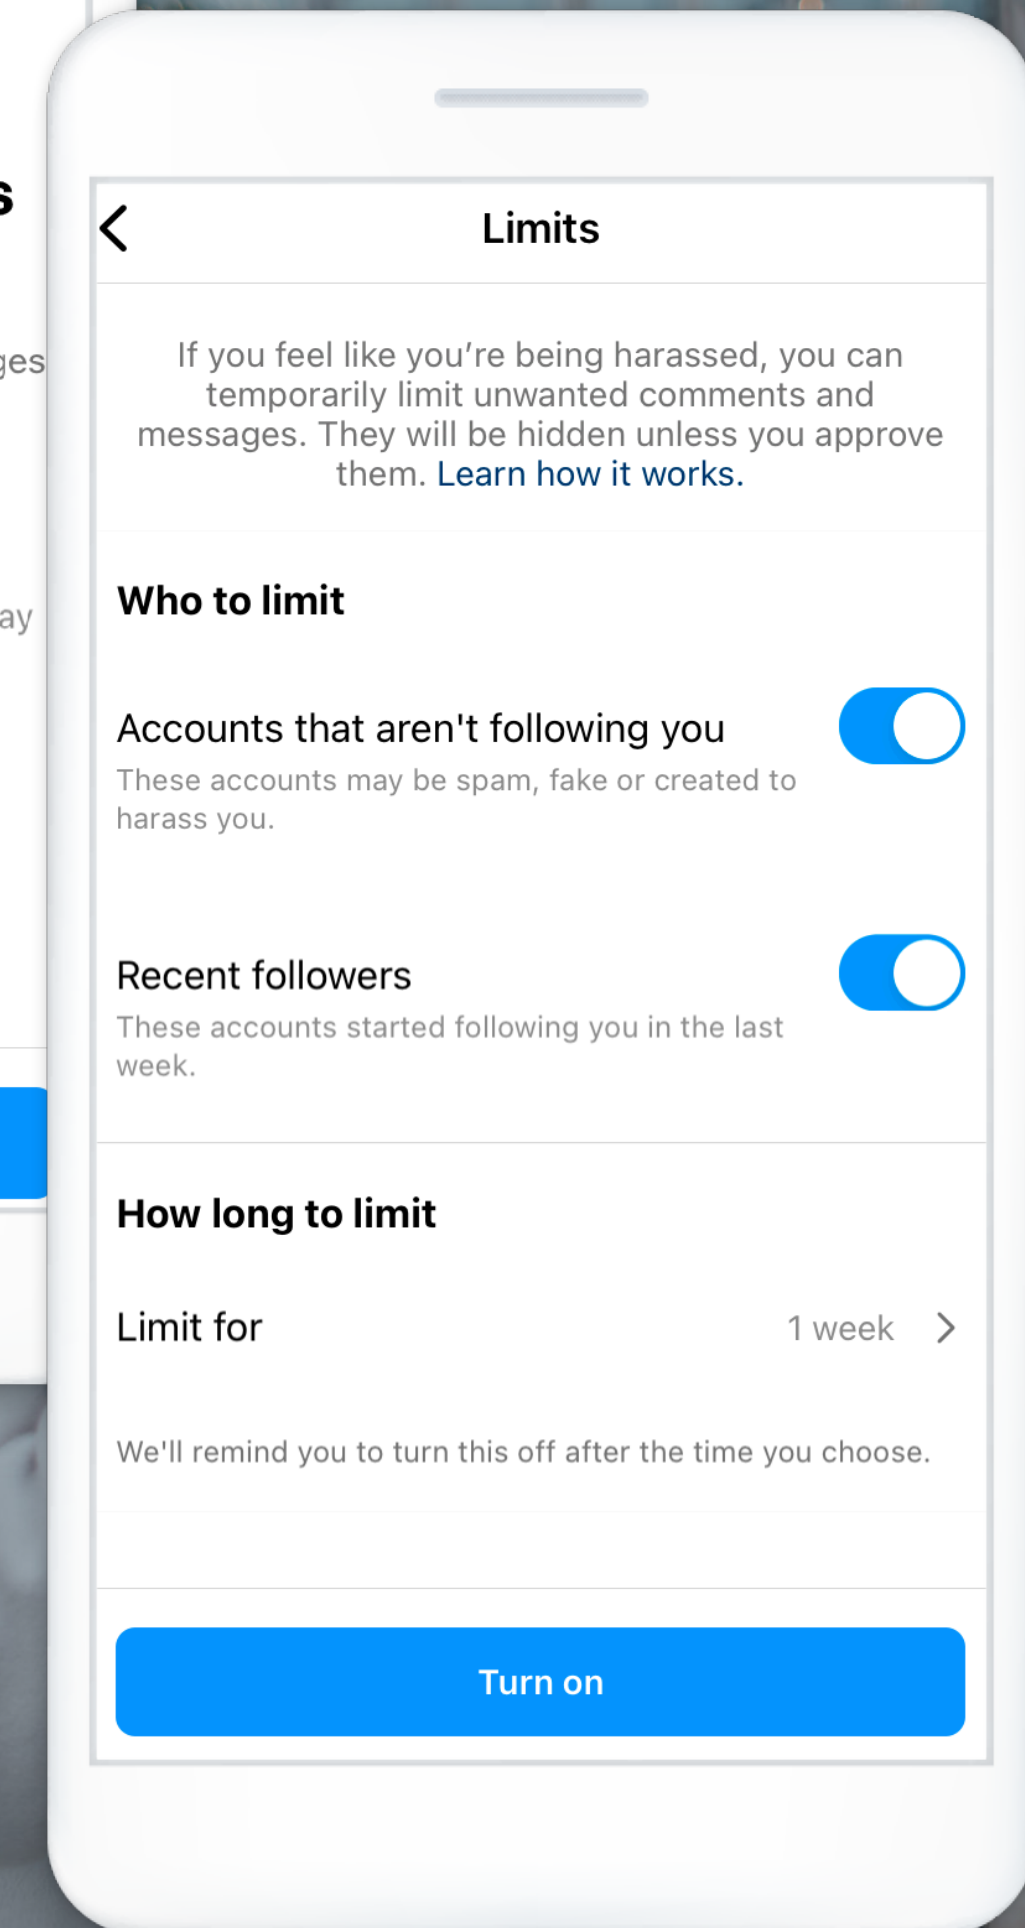 Limits
If you feel like you’re being harassed, you can
temporarily limit unwanted comments and
messages. They will be hidden unless you approve
them. Learn how it works.
Who to limit
Accounts that aren't following you
These accounts may be spam, fake or created to
harass you.
Recent followers
These accounts started following you in the last
week.
How long to limit
Limit for
1 week
We'll remind you to turn this off after the time you choose.
Turn on